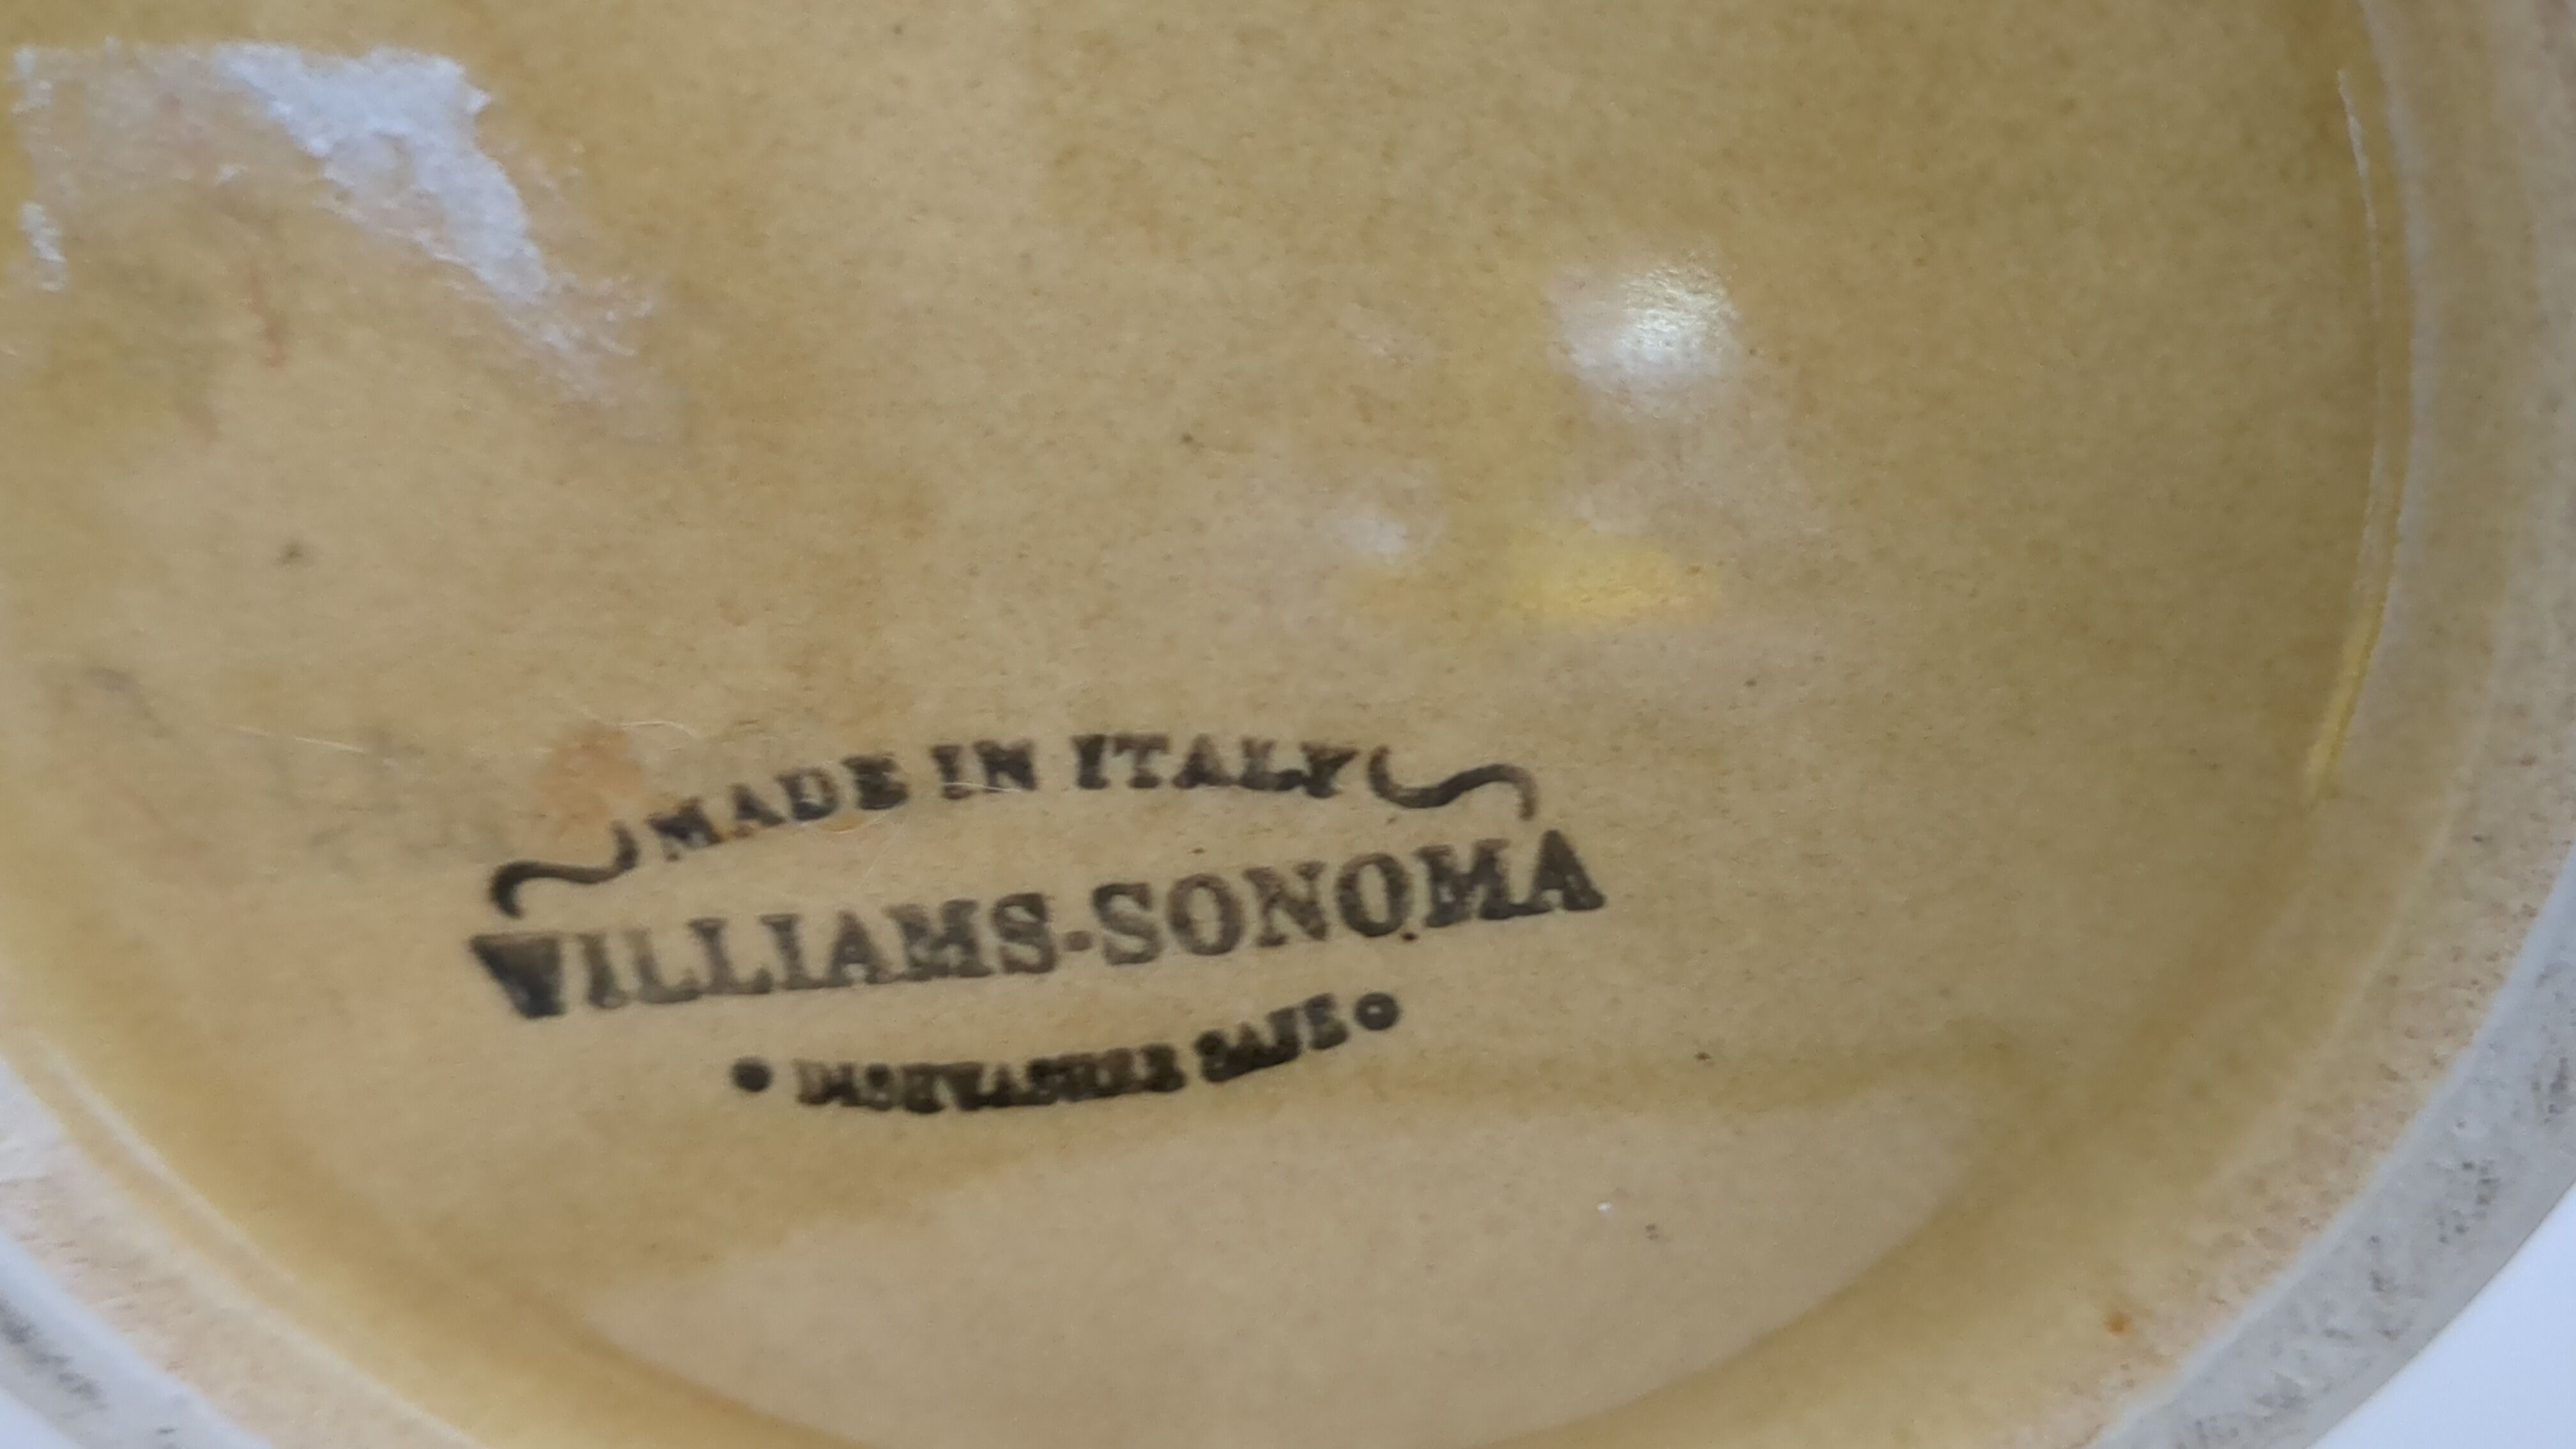 MADE IN ITALY
WILLIAMS-SONOMA
DISHWASHER SAFE